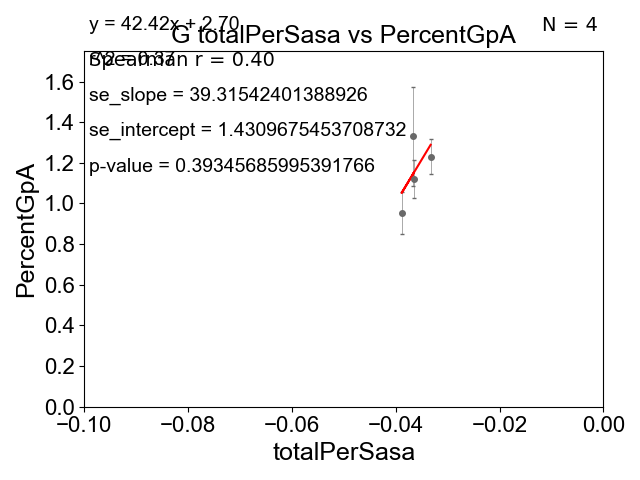 y = 42.42x + 2.70
N = 4
G totalPerSasa vs PercentGpA
Spearman r = 0.40
se_slope = 39.31542401388926
se_intercept = 1.4309675453708732
p-value = 0.39345685995391766
PercentGpA
1.6
1.4
1.2
1.0
0.8
0.6
0.4
0.2
0.0
−0.10 −0.08 −0.06 −0.04 −0.02 0.00
totalPerSasa